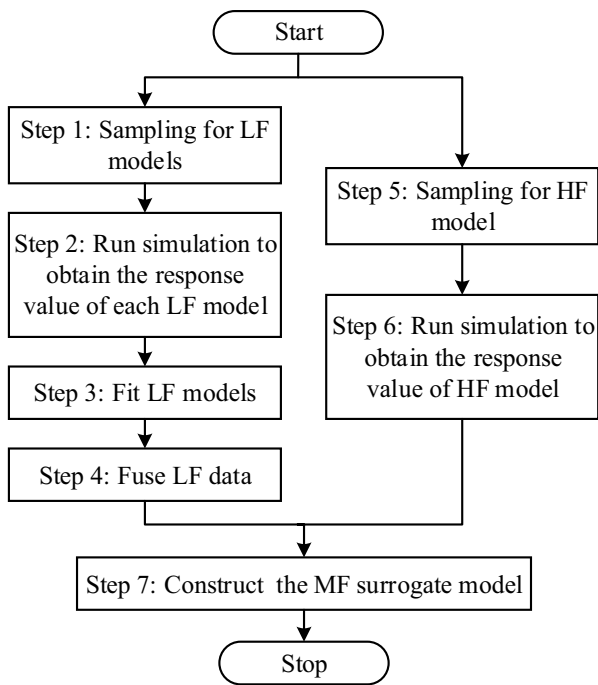 Start
Step 1: Sampling for LF
models
Step 2: Run simulation to
obtain the response
value of each LF model
Step 3: Fit LF models
Step 4: Fuse LF data
Step 5: Sampling for HF
model
Step 6: Run simulation to
obtain the response
value of HF model
Step 7: Construct the MF surrogate model
Stop